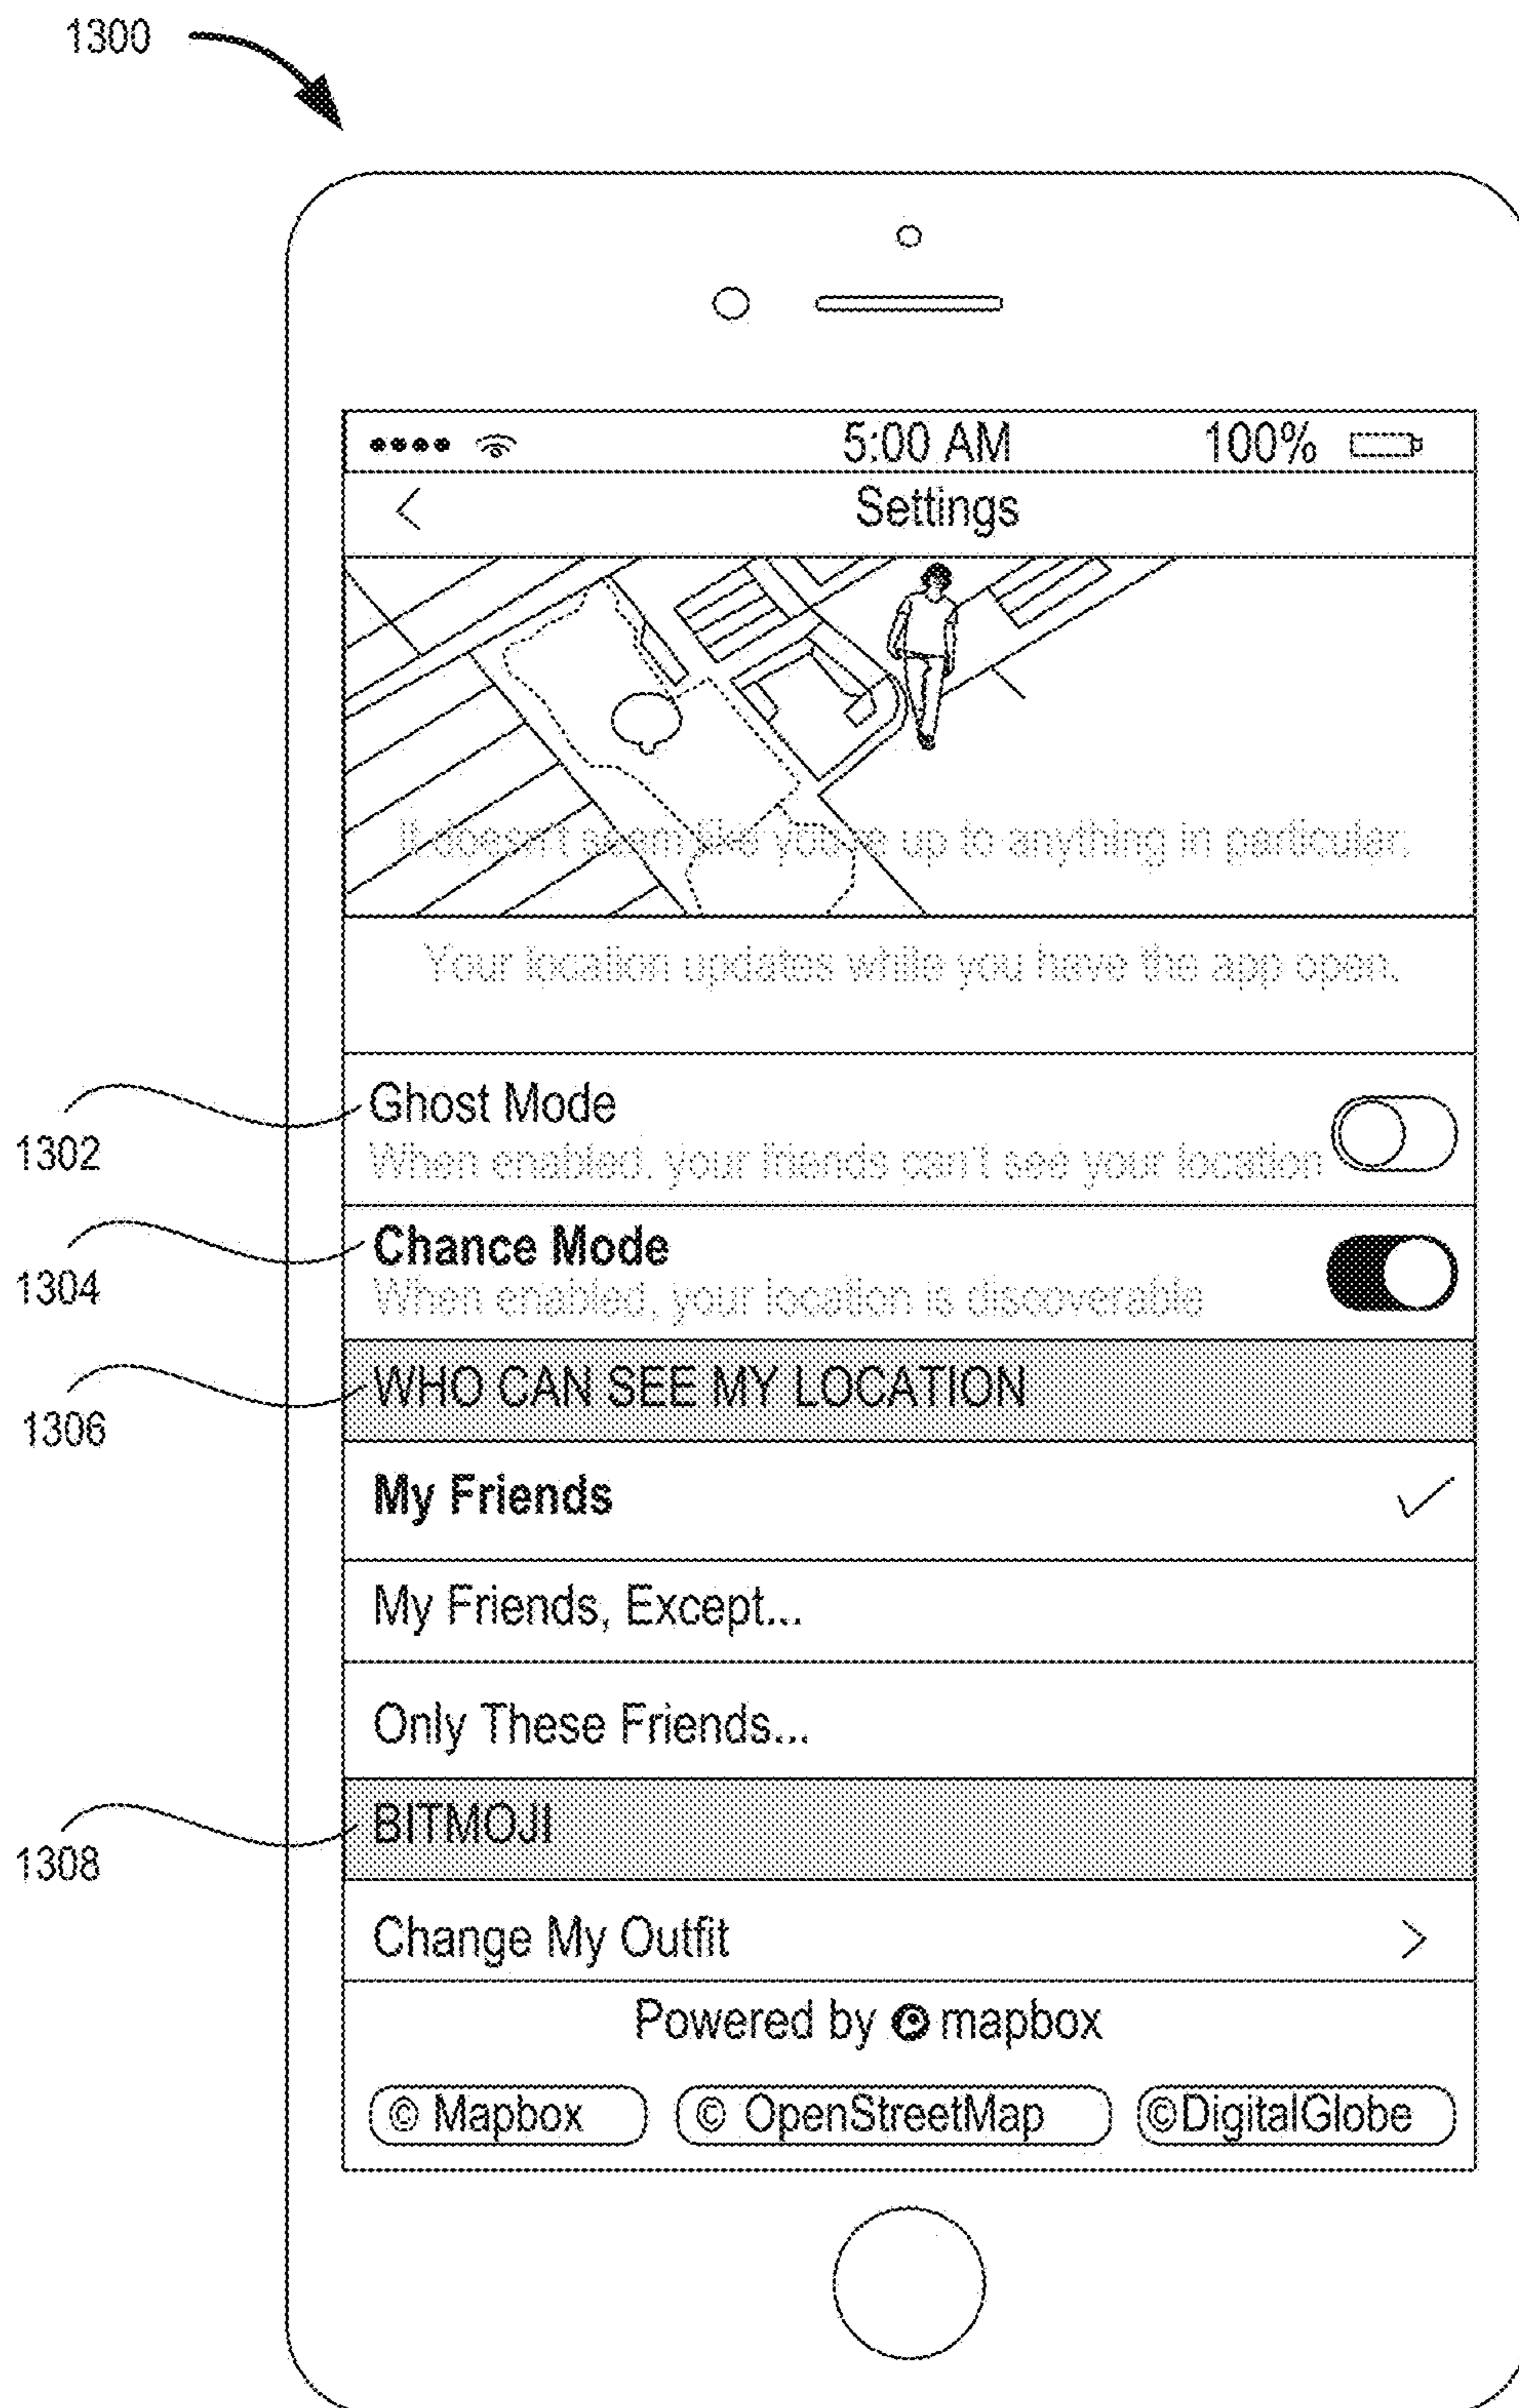 1300
5:00 AM 100%
Settings
It doesn't seem like you're up to anything in particular.
Your location updates while you have the app open.
Ghost Mode
1302
When enabled, your friends can't see your location
Chance Mode
1304
When enabled, your location is discoverable
WHO CAN SEE MY LOCATION
1306
My Friends
My Friends, Except...
Only These Friends...
BITMOJI
1308
Change My Outfit
Powered by mapbox
© Mapbox © OpenStreetMap ©DigitalGlobe